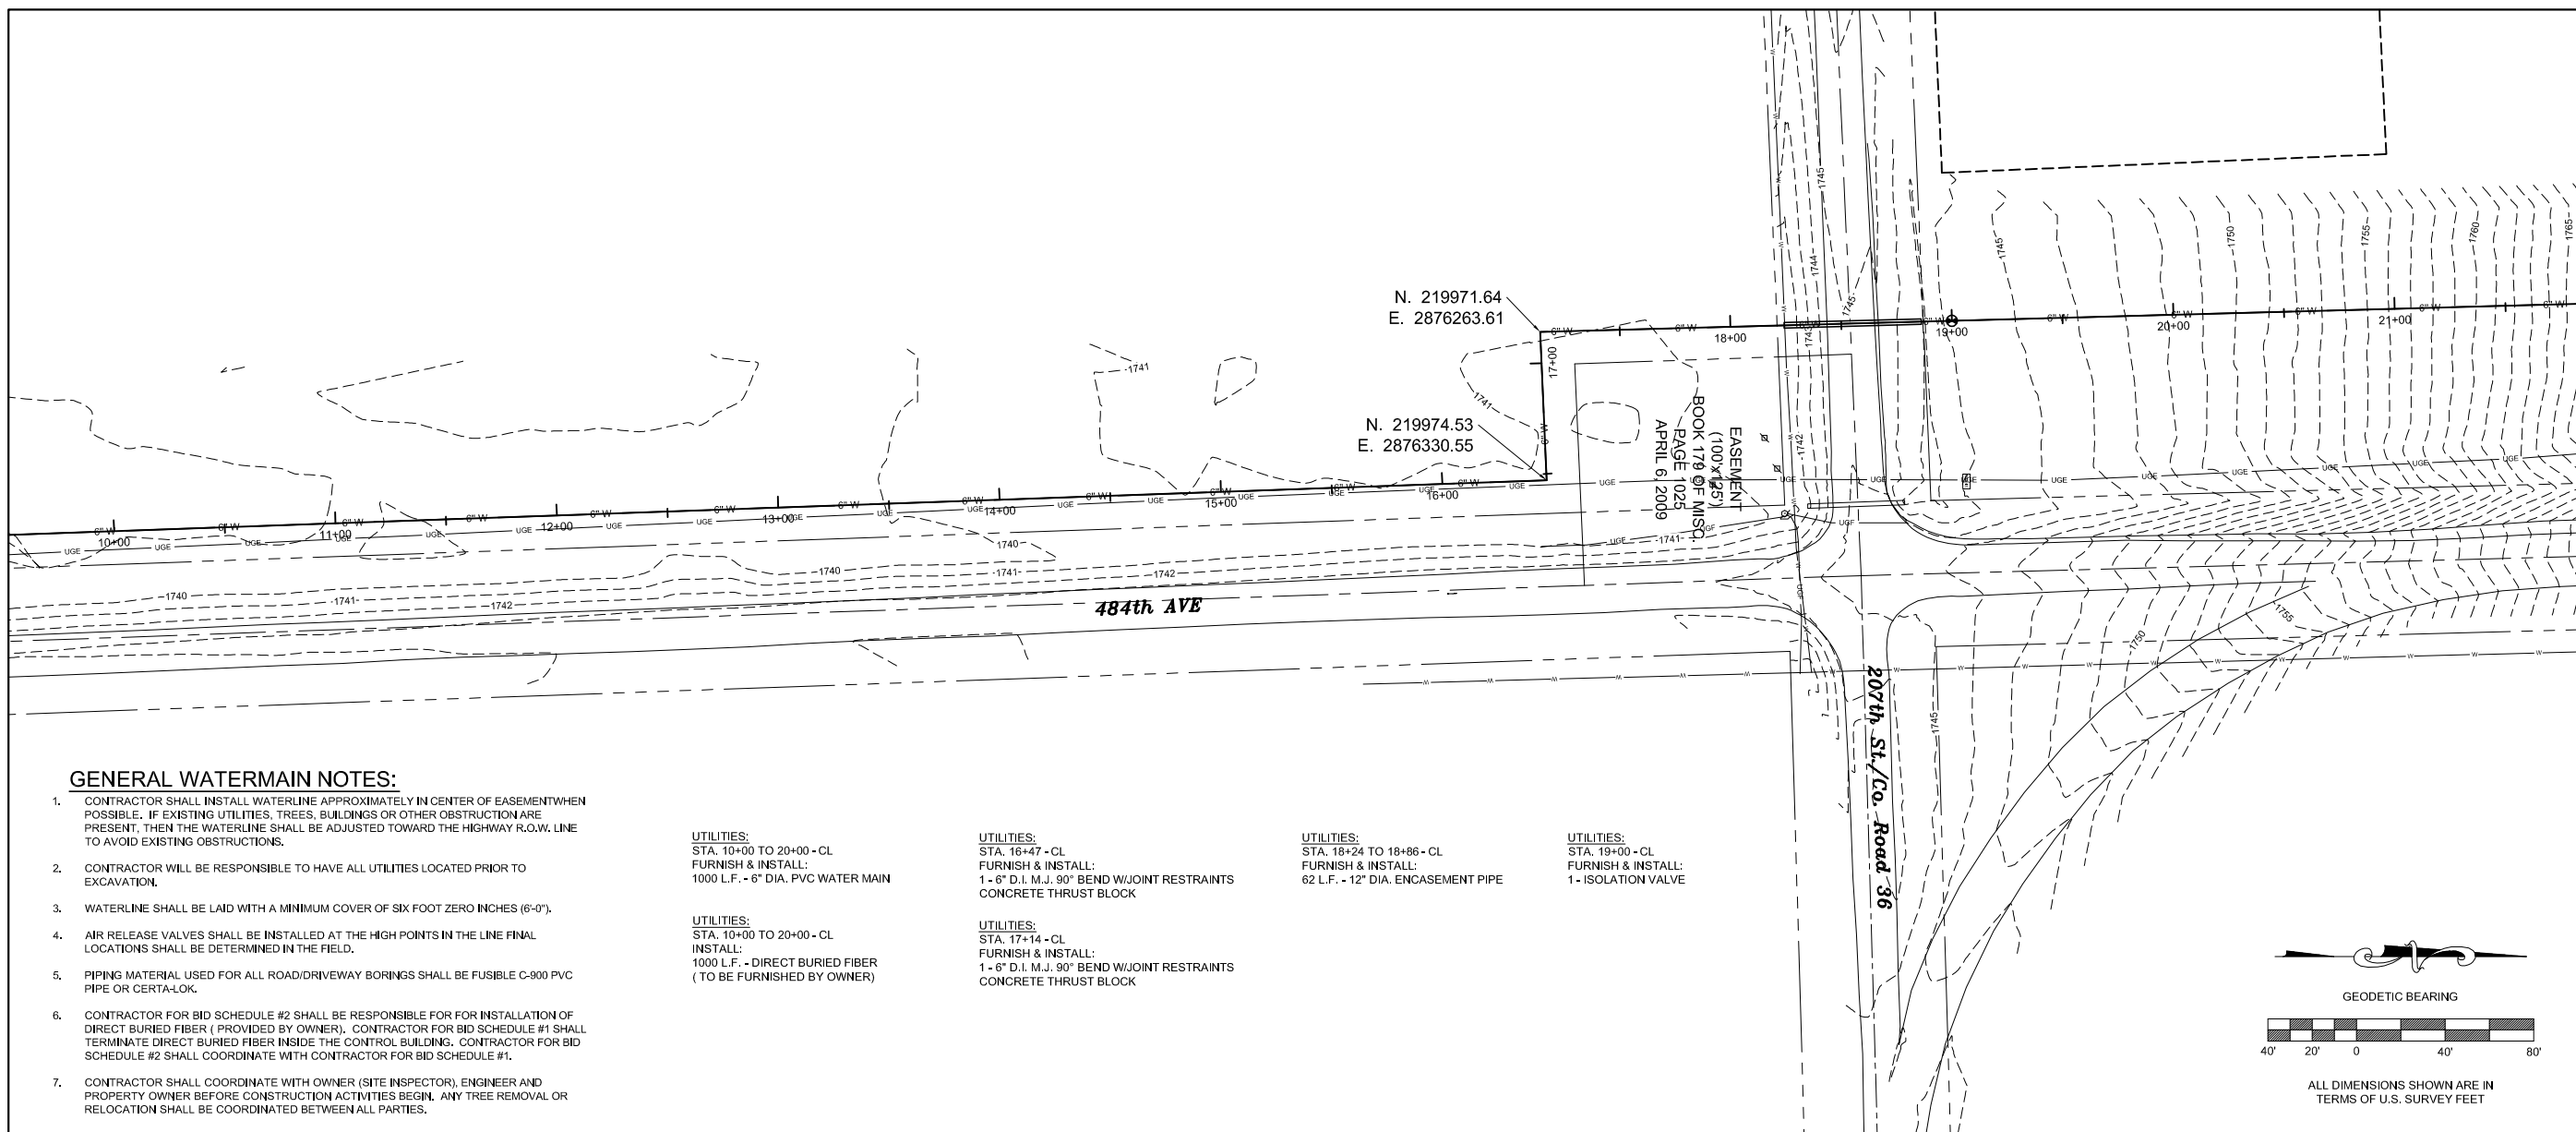 N. 219971.64
E. 2876263.61
N. 219974.53
E. 2876330.55
EASEMENT
(100'x125')
BOOK 179 OF MISC.
PAGE 1025
APRIL 6, 2009
10+00
11+00
12+00
13+00
14+00
15+00
16+00
17+00
18+00
19+00
20+00
21+00
6" W
UGE
W
1740
1741
1742
1743
1744
1745
1750
1755
1760
1765
484th AVE
207th St./Co. Road 36
GENERAL WATERMAIN NOTES:
1. CONTRACTOR SHALL INSTALL WATERLINE APPROXIMATELY IN CENTER OF EASEMENTWHEN
POSSIBLE. IF EXISTING UTILITIES, TREES, BUILDINGS OR OTHER OBSTRUCTION ARE
PRESENT, THEN THE WATERLINE SHALL BE ADJUSTED TOWARD THE HIGHWAY R.O.W. LINE
TO AVOID EXISTING OBSTRUCTIONS.
2. CONTRACTOR WILL BE RESPONSIBLE TO HAVE ALL UTILITIES LOCATED PRIOR TO
EXCAVATION.
3. WATERLINE SHALL BE LAID WITH A MINIMUM COVER OF SIX FOOT ZERO INCHES (6'-0").
4. AIR RELEASE VALVES SHALL BE INSTALLED AT THE HIGH POINTS IN THE LINE FINAL
LOCATIONS SHALL BE DETERMINED IN THE FIELD.
5. PIPING MATERIAL USED FOR ALL ROAD/DRIVEWAY BORINGS SHALL BE FUSIBLE C-900 PVC
PIPE OR CERTA-LOK.
6. CONTRACTOR FOR BID SCHEDULE #2 SHALL BE RESPONSIBLE FOR FOR INSTALLATION OF
DIRECT BURIED FIBER ( PROVIDED BY OWNER). CONTRACTOR FOR BID SCHEDULE #1 SHALL
TERMINATE DIRECT BURIED FIBER INSIDE THE CONTROL BUILDING. CONTRACTOR FOR BID
SCHEDULE #2 SHALL COORDINATE WITH CONTRACTOR FOR BID SCHEDULE #1.
7. CONTRACTOR SHALL COORDINATE WITH OWNER (SITE INSPECTOR), ENGINEER AND
PROPERTY OWNER BEFORE CONSTRUCTION ACTIVITIES BEGIN. ANY TREE REMOVAL OR
RELOCATION SHALL BE COORDINATED BETWEEN ALL PARTIES.
UTILITIES:
STA. 10+00 TO 20+00 - CL
FURNISH & INSTALL:
1000 L.F. - 6" DIA. PVC WATER MAIN
UTILITIES:
STA. 10+00 TO 20+00 - CL
INSTALL:
1000 L.F. - DIRECT BURIED FIBER
( TO BE FURNISHED BY OWNER)
UTILITIES:
STA. 16+47 - CL
FURNISH & INSTALL:
1 - 6" D.I. M.J. 90° BEND W/JOINT RESTRAINTS
CONCRETE THRUST BLOCK
UTILITIES:
STA. 17+14 - CL
FURNISH & INSTALL:
1 - 6" D.I. M.J. 90° BEND W/JOINT RESTRAINTS
CONCRETE THRUST BLOCK
UTILITIES:
STA. 18+24 TO 18+86 - CL
FURNISH & INSTALL:
62 L.F. - 12" DIA. ENCASEMENT PIPE
UTILITIES:
STA. 19+00 - CL
FURNISH & INSTALL:
1 - ISOLATION VALVE
GEODETIC BEARING
40' 20' 0 40' 80'
ALL DIMENSIONS SHOWN ARE IN
TERMS OF U.S. SURVEY FEET